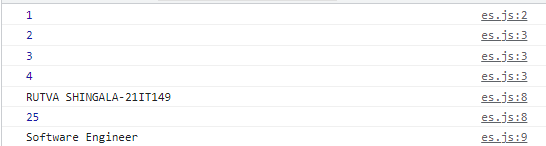 1 es.js:2
2 es.js:3
3 es.js:3
4 es.js:3
RUTVA SHINGALA-21IT149 es.js:8
25 es.js:8
Software Engineer es.js:9